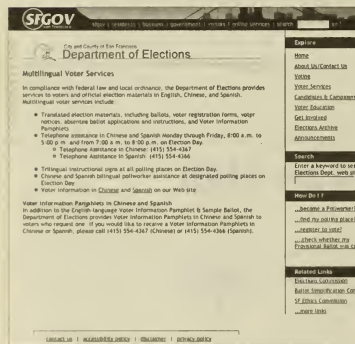 SFGOV
residents | business | government | visitors | online services | search
City and County of San Francisco
Department of Elections
Multilingual Voter Services
In compliance with federal law and local ordinance, the Department of Elections provides
services to voters and official election materials in English, Chinese, and Spanish.
Multilingual voter services include:
Translated election materials, including ballots, voter registration forms, voter
notices, absentee ballot applications and instructions, and Voter Information
Pamphlets
Telephone assistance in Chinese and Spanish Monday through Friday, 8:00 a.m. to
5:00 p.m. and from 7:00 a.m. to 8:00 p.m. on Election Day.
Telephone Assistance in Chinese: (415) 554-4367
Telephone Assistance in Spanish: (415) 554-4366
Trilingual instructional signs at all polling places on Election Day
Chinese and Spanish bilingual pollworker assistance at designated polling places on
Election Day
Voter information in Chinese and Spanish on our Web site
Voter Information Pamphlets in Chinese and Spanish
In addition to the English-language Voter Information Pamphlet & Sample Ballot, the
Department of Elections provides Voter Information Pamphlets in Chinese and Spanish to
voters who request one. If you would like to receive a Voter Information Pamphlets in
Chinese or Spanish, please call (415) 554-4367 (Chinese) or (415) 554-4366 (Spanish).
contact us | accessibility policy | disclaimer | privacy policy
Explore
Home
About Us/Contact Us
Voting
Voter Services
Candidates & Campaigns
Voter Education
Get Involved
Elections Archive
Announcements
Search
Enter a keyword to se
Elections Dept. web si
How Do I ?
...become a Pollworker?
...find my polling place
...register to vote?
...check whether my
Provisional Ballot was c
Related Links
Elections Commission
Ballot Simplification Com
SF Ethics Commission
...more links